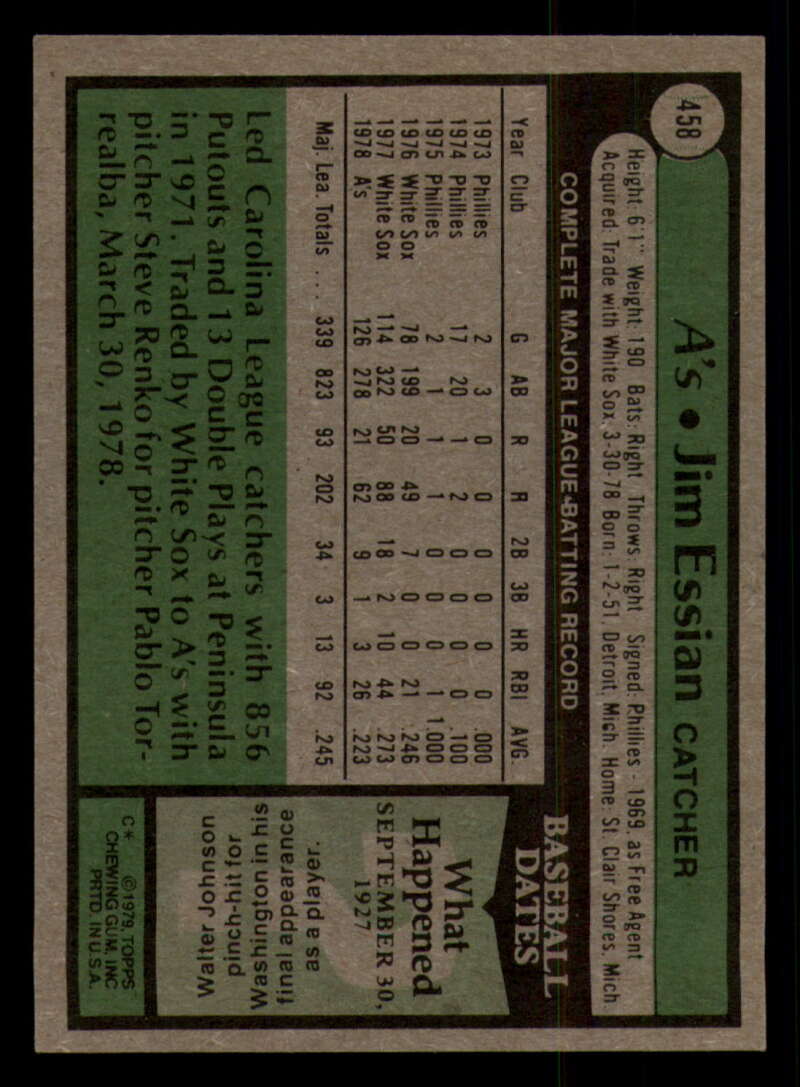 458
A's • Jim Essian CATCHER
Height: 6'1" Weight: 190 Bats: Right Throws: Right Signed: Phillies - 1969, as Free Agent
Acquired: Trade with White Sox, 3-30-78 Born: 1-2-51, Detroit, Mich. Home: St. Clair Shores, Mich.
COMPLETE MAJOR LEAGUE BATTING RECORD
Year Club G AB R H 2B 3B HR RBI AVG.
1973 Phillies 2 3 0 0 0 0 0 0 .000
1974 Phillies 17 20 1 2 0 0 0 0 .100
1975 Phillies 2 1 1 1 0 0 0 1 1.000
1976 White Sox 78 199 20 49 7 0 0 21 .246
1977 White Sox 114 322 50 88 18 2 10 44 .273
1978 A's 126 278 21 62 9 1 3 26 .223
Maj. Lea. Totals .... 339 823 93 202 34 3 13 92 .245
Led Carolina League catchers with 856
Putouts and 13 Double Plays at Peninsula
in 1971. Traded by White Sox to A's with
pitcher Steve Renko for pitcher Pablo Tor-
realba, March 30, 1978.
BASEBALL
DATES
What
Happened
SEPTEMBER 30,
1927
Walter Johnson
pinch-hit for
Washington in his
final appearance
as a player.
C* ©1979, TOPPS
CHEWING GUM, INC
PRTD. IN U.S.A.